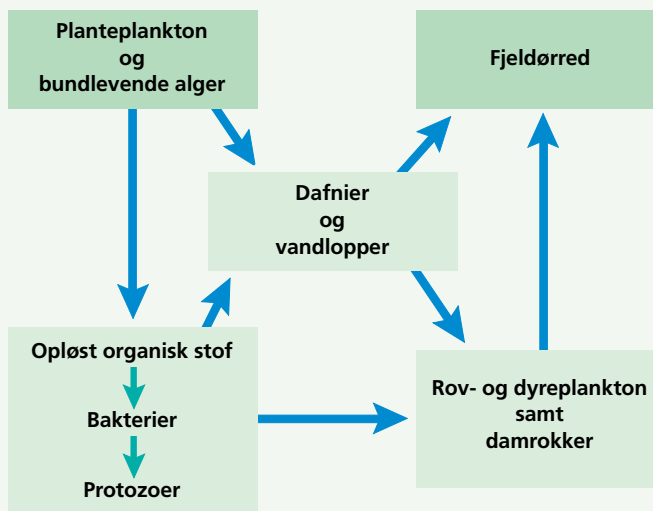 Planteplankton
og
bundlevende alger
Fjeldørred
Dafnier
og
vandlopper
Opløst organisk stof
Bakterier
Protozoer
Rov- og dyreplankton
samt
damrokker